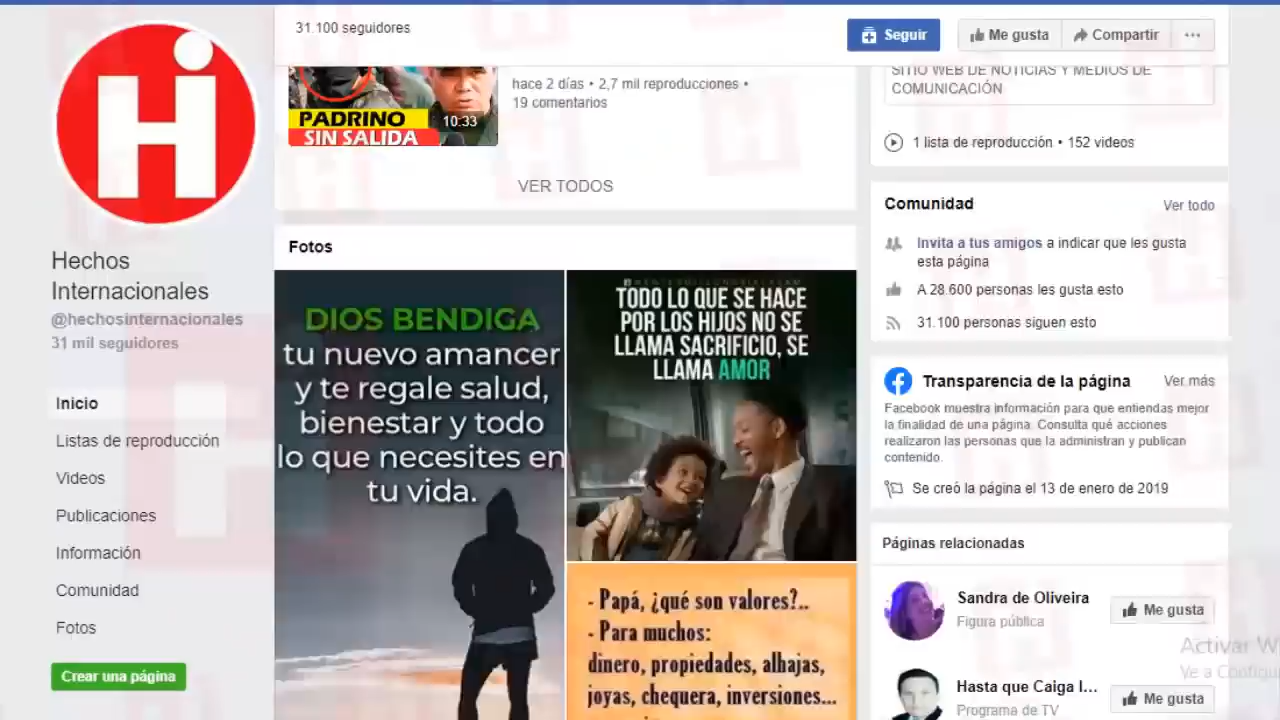 31.100 seguidores
Seguir
Me gusta
Compartir
hace 2 días • 2,7 mil reproducciones •
19 comentarios
PADRINO
10:33
SIN SALIDA
VER TODOS
SITIO WEB DE NOTICIAS Y MEDIOS DE
COMUNICACIÓN
1 lista de reproducción • 152 videos
Hi
Hechos
Internacionales
@hechosinternacionales
31 mil seguidores
Inicio
Listas de reproducción
Videos
Publicaciones
Información
Comunidad
Fotos
Crear una página
Fotos
DIOS BENDIGA
tu nuevo amancer
y te regale salud,
bienestar y todo
lo que necesites en
tu vida.
TODO LO QUE SE HACE
POR LOS HIJOS NO SE
LLAMA SACRIFICIO, SE
LLAMA AMOR
- Papá, ¿qué son valores?..
- Para muchos:
dinero, propiedades, alhajas,
joyas, chequera, inversiones...
Comunidad
Ver todo
Invita a tus amigos a indicar que les gusta
esta página
A 28.600 personas les gusta esto
31.100 personas siguen esto
Transparencia de la página
Ver más
Facebook muestra información para que entiendas mejor
la finalidad de una página. Consulta qué acciones
realizaron las personas que la administran y publican
contenido.
Se creó la página el 13 de enero de 2019
Páginas relacionadas
Sandra de Oliveira
Figura pública
Me gusta
Hasta que Caiga l...
Programa de TV
Me gusta
Activar W
Ve a Configu